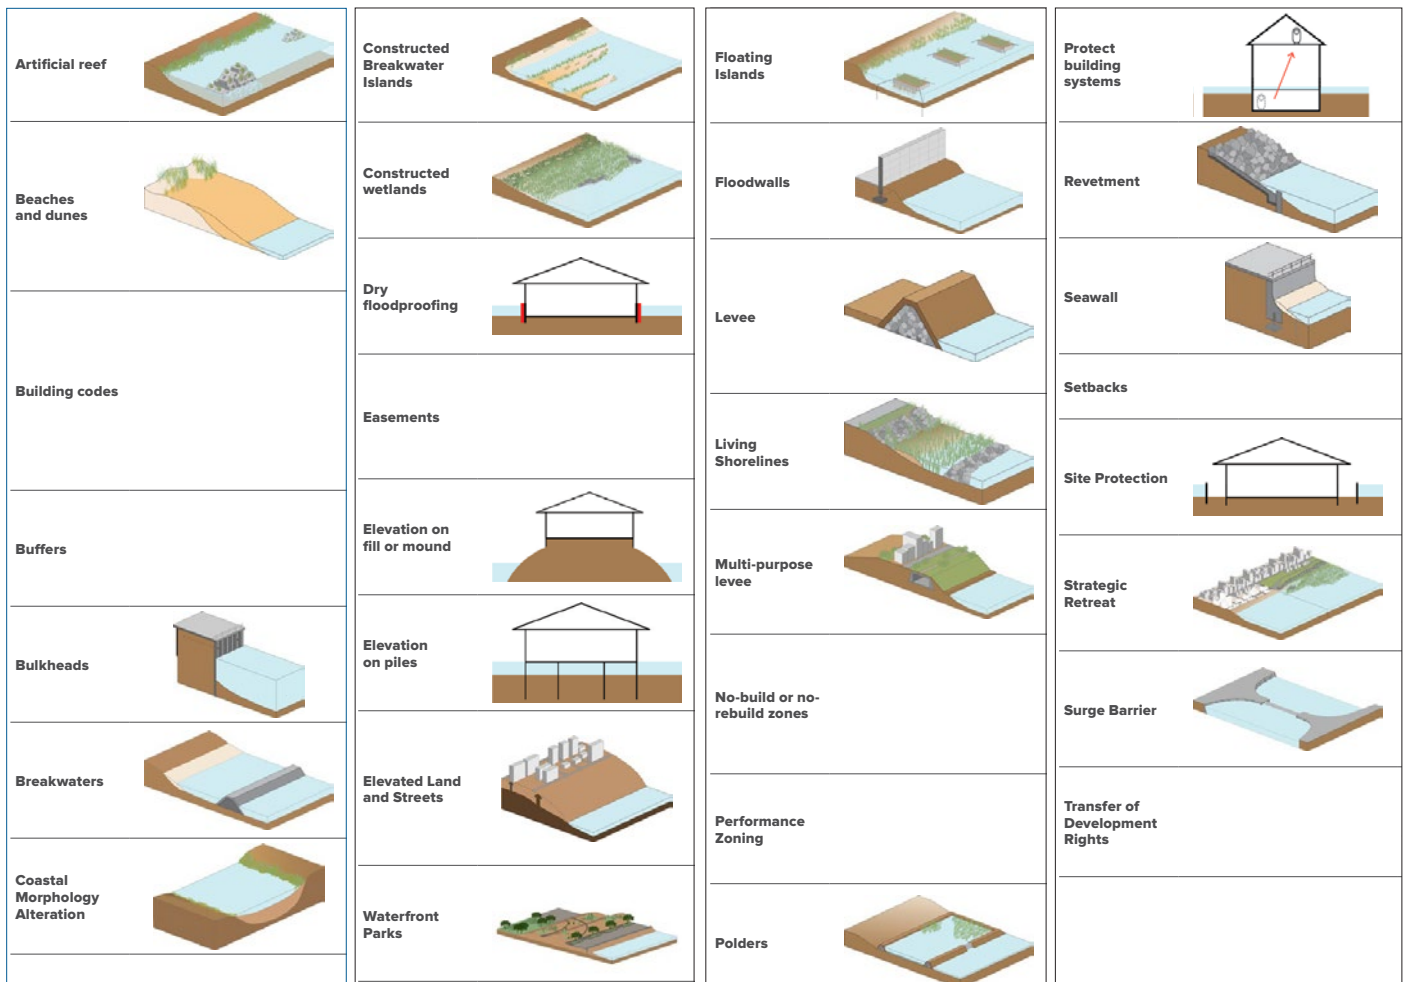 Artificial reef
Beaches
and dunes
Building codes
Buffers
Bulkheads
Breakwaters
Coastal
Morphology
Alteration
Constructed
Breakwater
Islands
Constructed
wetlands
Dry
floodproofing
Easements
Elevation on
fill or mound
Elevation
on piles
Elevated Land
and Streets
Waterfront
Parks
Floating
Islands
Floodwalls
Levee
Living
Shorelines
Multi-purpose
levee
No-build or no-
rebuild zones
Performance
Zoning
Polders
Protect
building
systems
Revetment
Seawall
Setbacks
Site Protection
Strategic
Retreat
Surge Barrier
Transfer of
Development
Rights